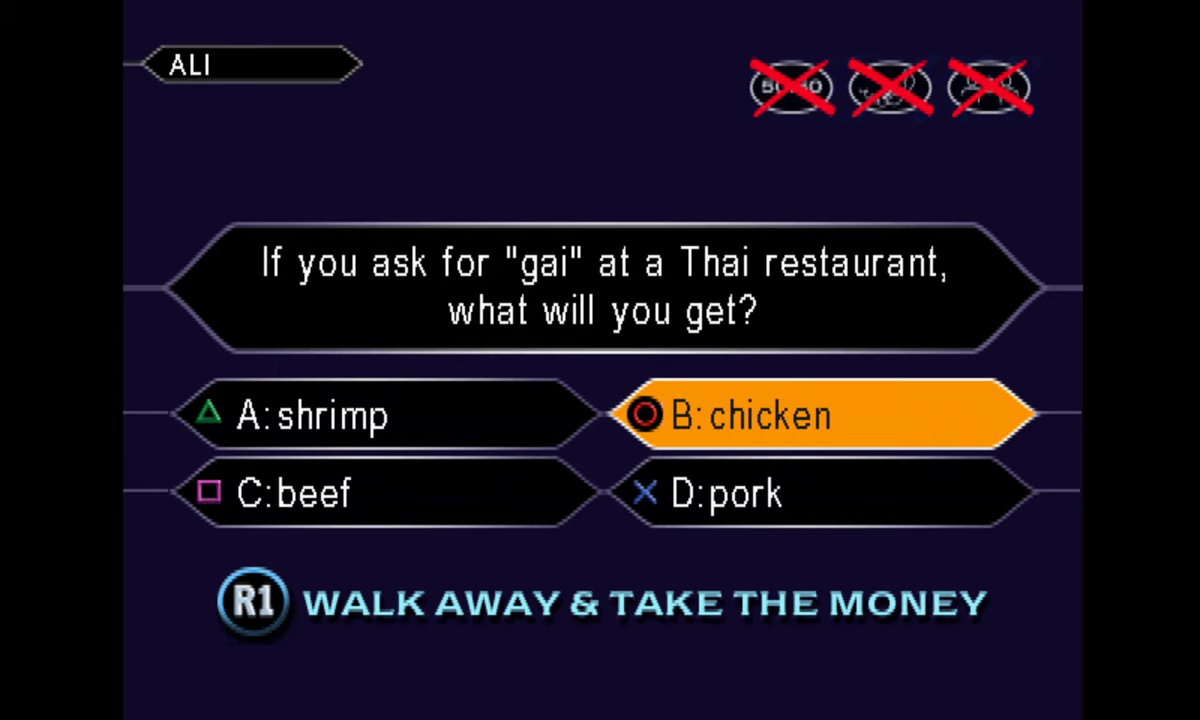 ALI
If you ask for "gai" at a Thai restaurant,
what will you get?
A: shrimp
B: chicken
C: beef
D: pork
R1 WALK AWAY & TAKE THE MONEY